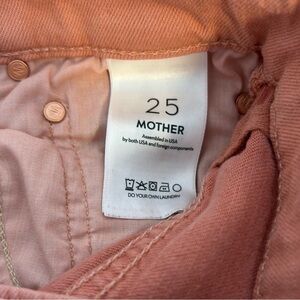 25
MOTHER
Assembled in USA
by both USA and foreign components
DO YOUR OWN LAUNDRY